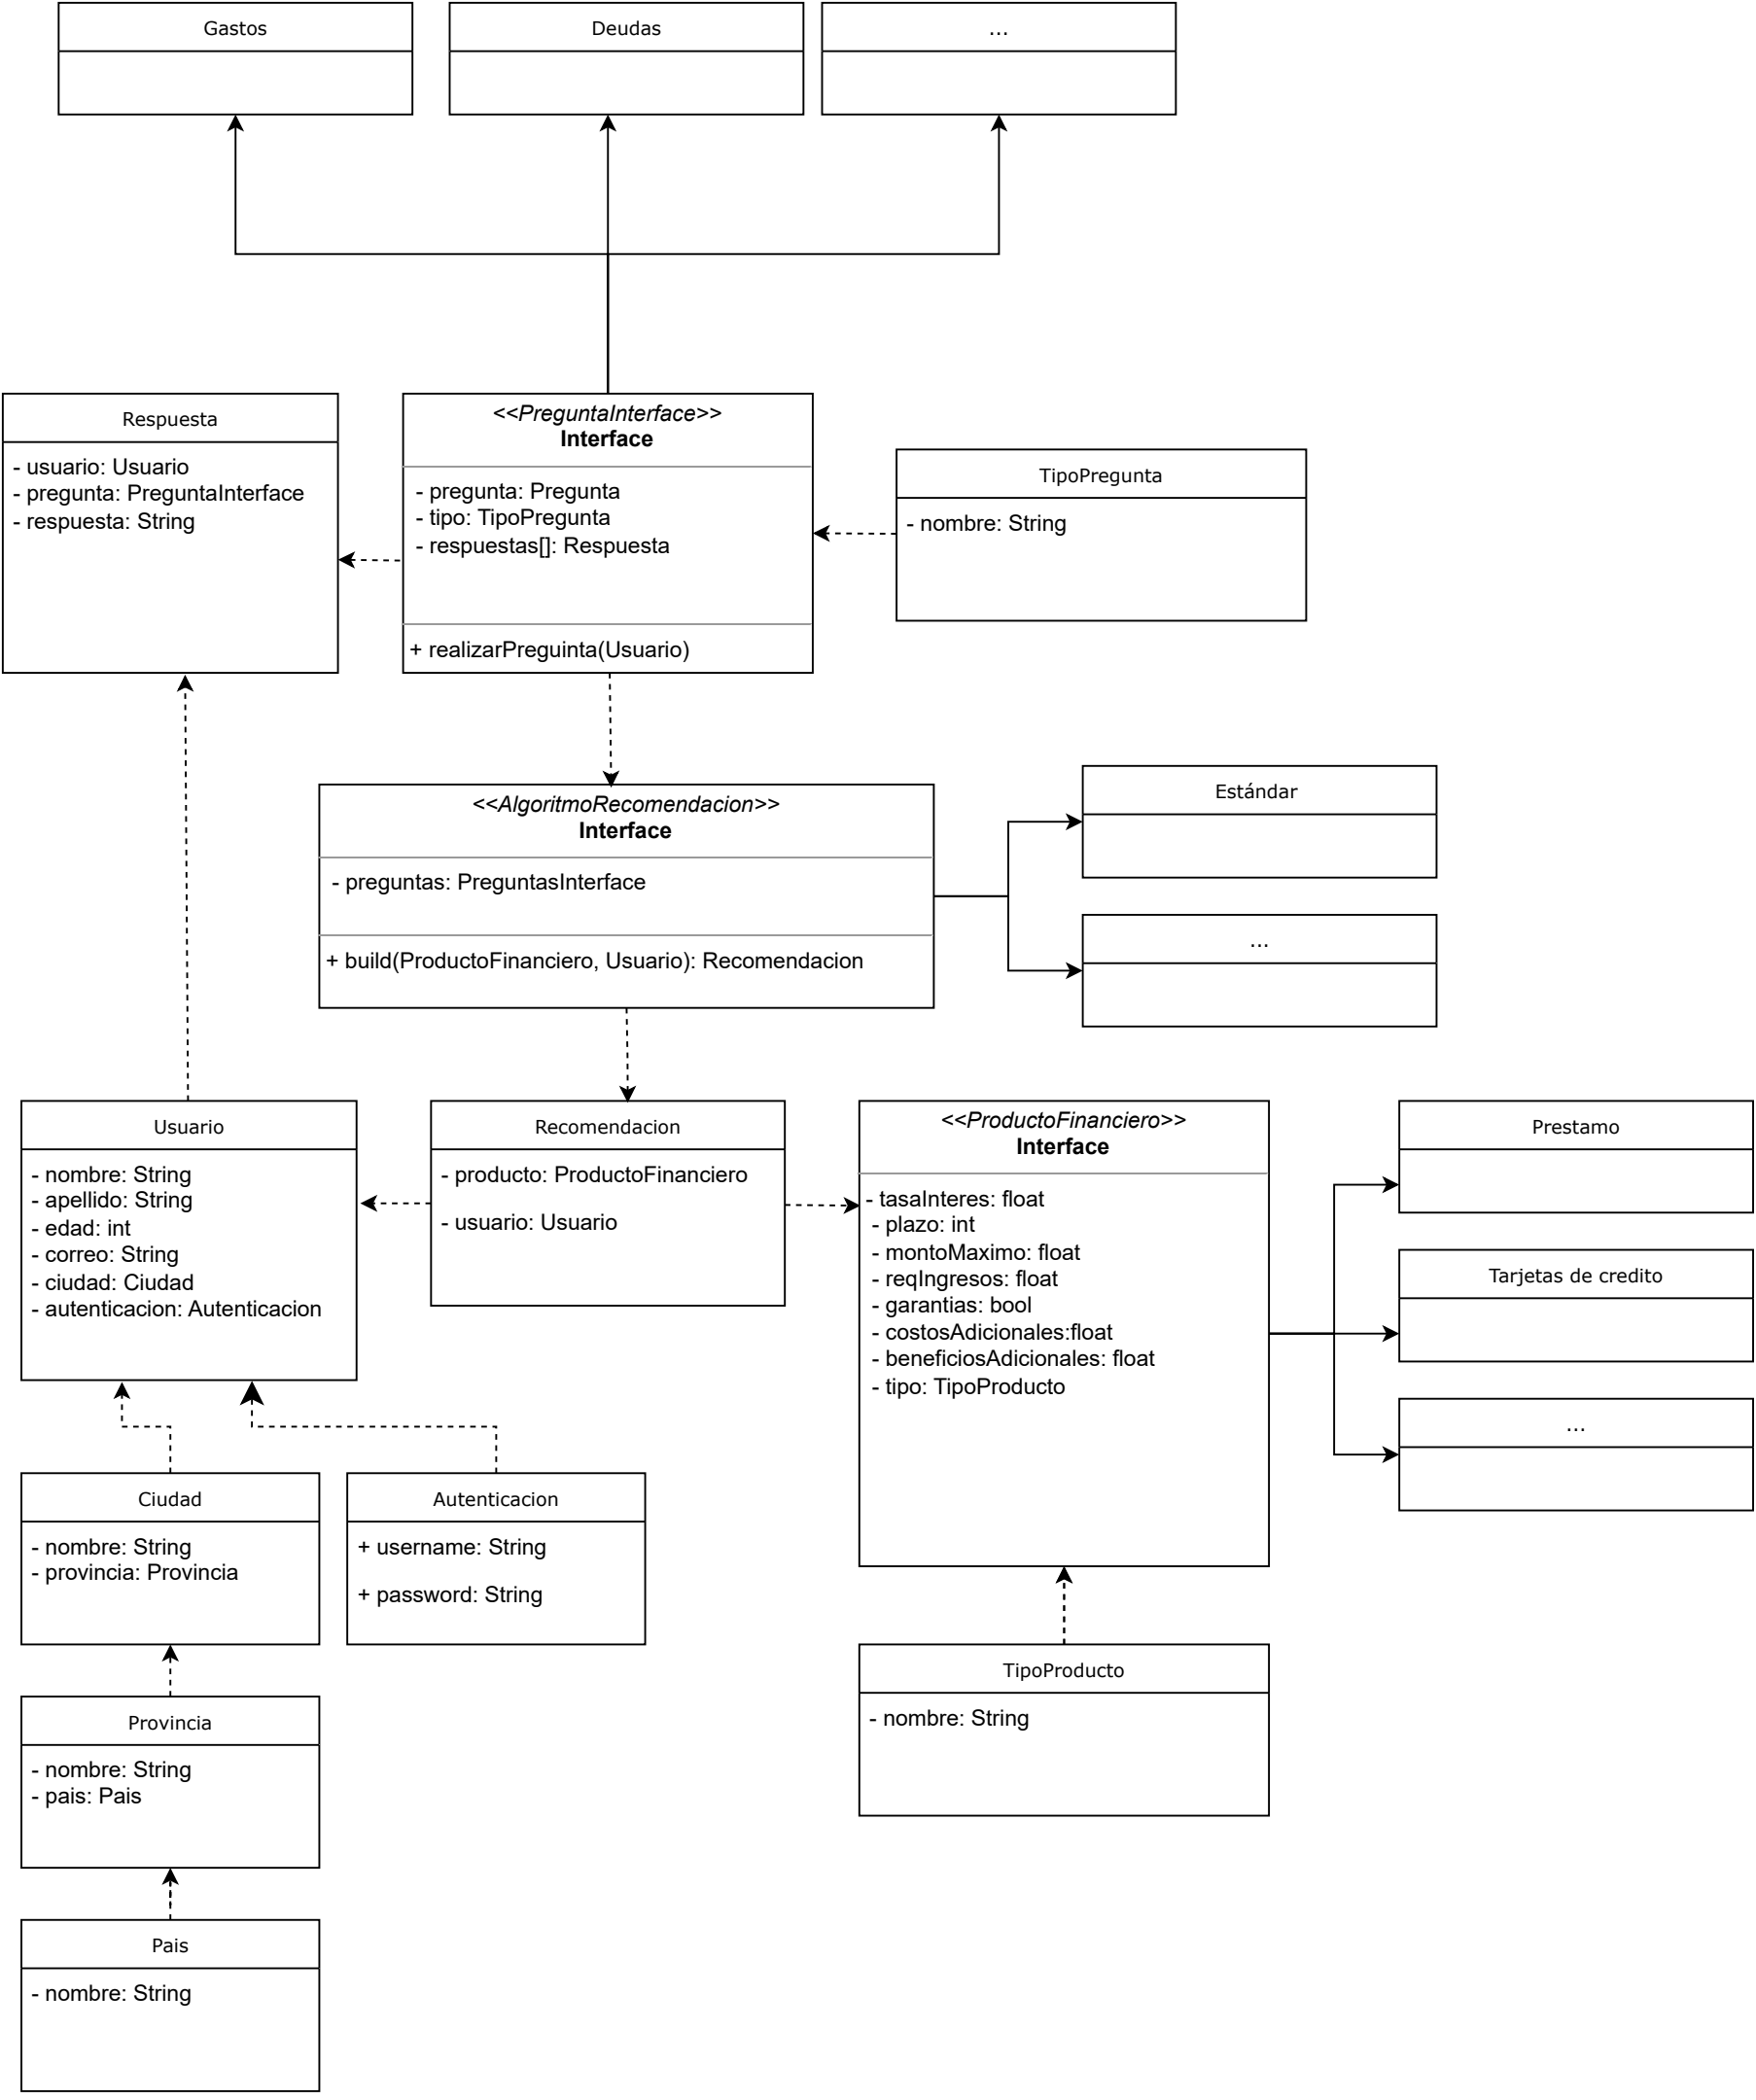 Gastos
Deudas
...
Respuesta
- usuario: Usuario
- pregunta: PreguntaInterface
- respuesta: String
<<PreguntaInterface>>
Interface
- pregunta: Pregunta
- tipo: TipoPregunta
- respuestas[]: Respuesta
+ realizarPreguinta(Usuario)
TipoPregunta
- nombre: String
<<AlgoritmoRecomendacion>>
Interface
- preguntas: PreguntasInterface
+ build(ProductoFinanciero, Usuario): Recomendacion
Estándar
...
Usuario
- nombre: String
- apellido: String
- edad: int
- correo: String
- ciudad: Ciudad
- autenticacion: Autenticacion
Recomendacion
- producto: ProductoFinanciero
- usuario: Usuario
<<ProductoFinanciero>>
Interface
- tasaInteres: float
- plazo: int
- montoMaximo: float
- reqIngresos: float
- garantias: bool
- costosAdicionales:float
- beneficiosAdicionales: float
- tipo: TipoProducto
Prestamo
Tarjetas de credito
...
Ciudad
- nombre: String
- provincia: Provincia
Autenticacion
+ username: String
+ password: String
TipoProducto
- nombre: String
Provincia
- nombre: String
- pais: Pais
Pais
- nombre: String